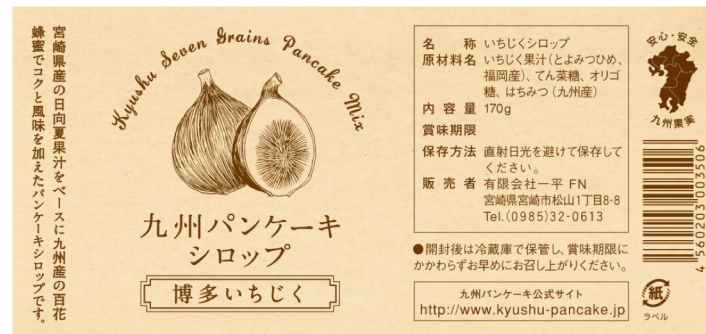 宮崎県産の日向夏果汁をベースに九州産の百花
蜂蜜でコクと風味を加えたパンケーキシロップです。
Kyushu Seven Grains Pancake Mix
九州パンケーキ
シロップ
博多いちじく
名称 いちじくシロップ
原材料名 いちじく果汁(とよみつひめ、
福岡産)、てん菜糖、オリゴ
糖、はちみつ(九州産)
内容量 170g
賞味期限
保存方法 直射日光を避けて保存して
ください。
販売者 有限会社一平 FN
宮崎県宮崎市松山1丁目8-8
Tel.(0985)32-0613
●開封後は冷蔵庫で保管し、賞味期限に
かかわらずお早めにお召し上がりください。
九州パンケーキ公式サイト
http://www.kyushu-pancake.jp
安心・安全
・九州果実
4 560203 003506
紙
ラベル